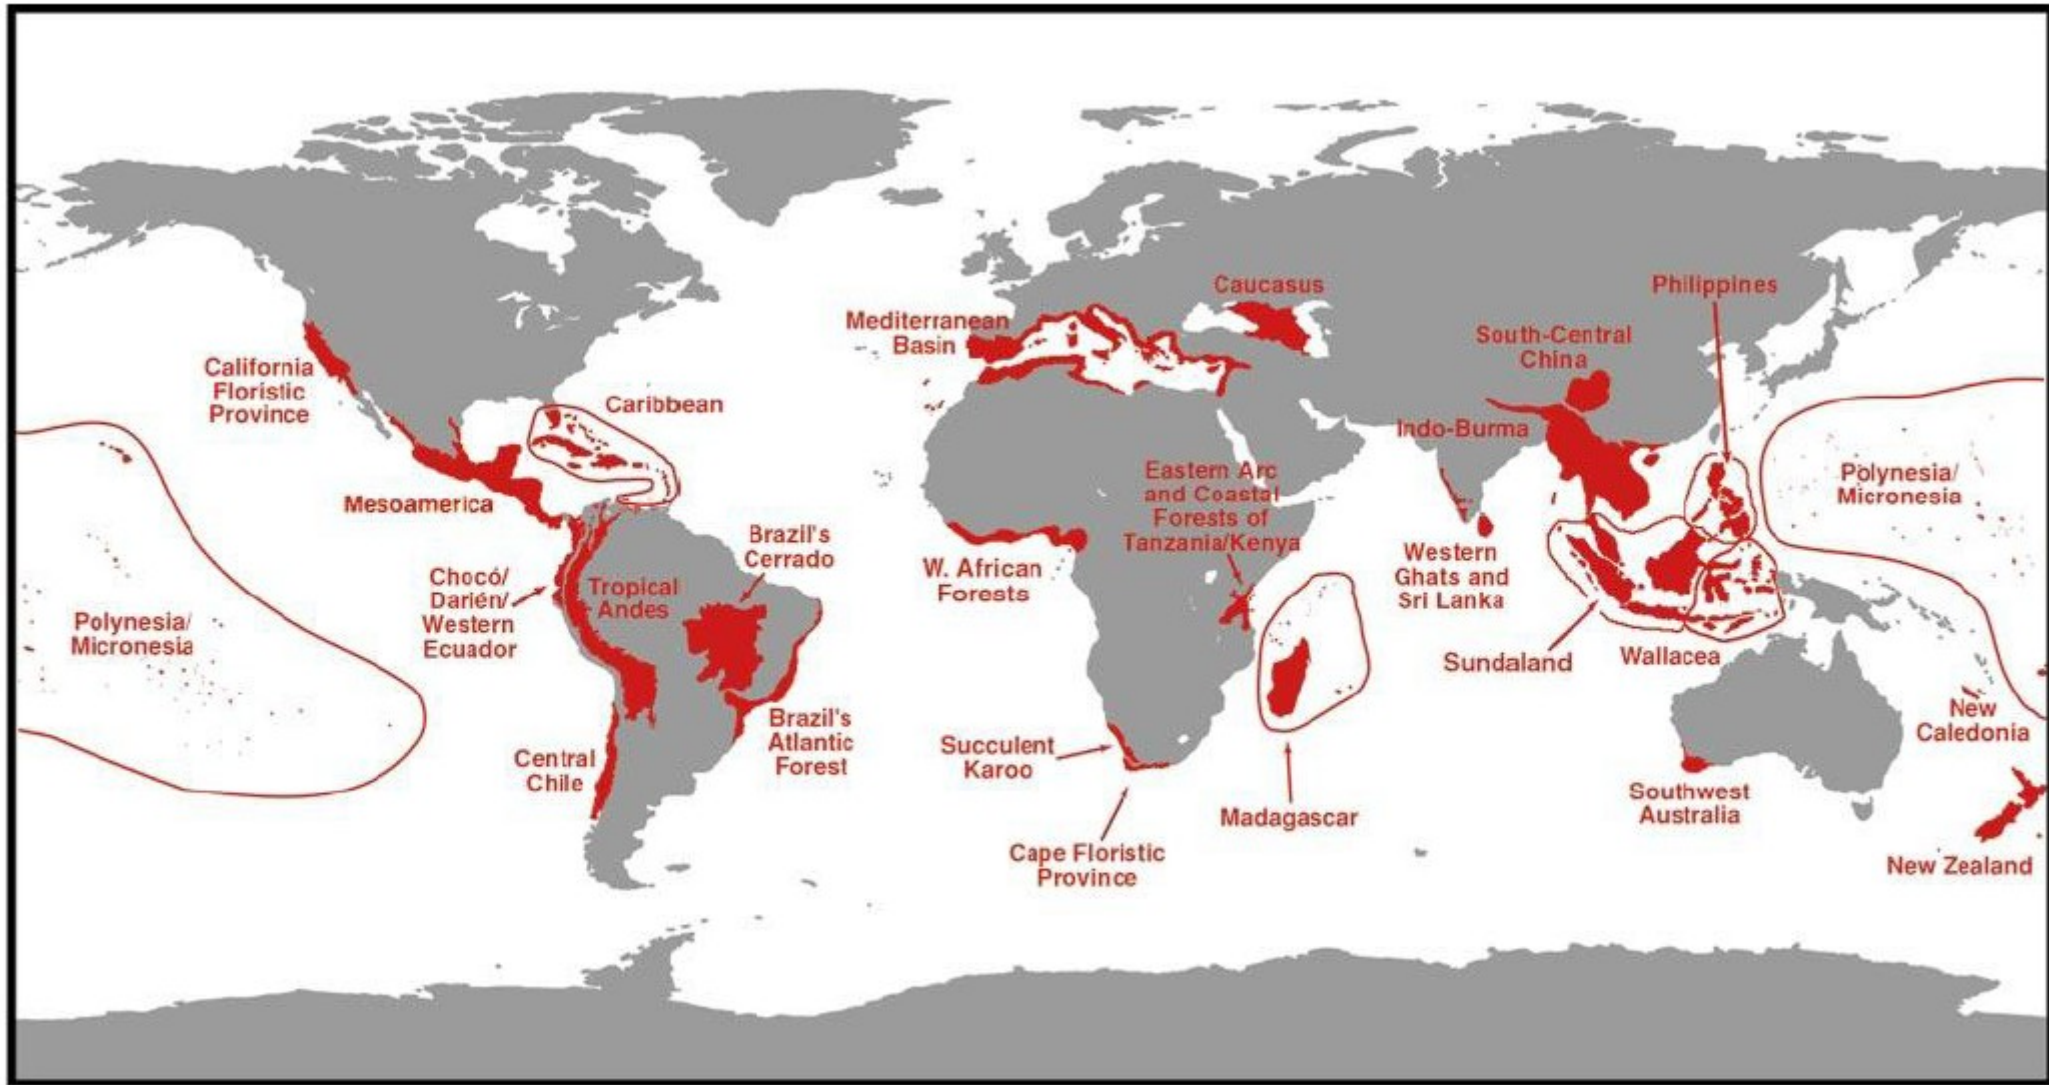 California
Floristic
Province
Caribbean
Mesoamerica
Polynesia/
Micronesia
Chocó/
Darién/
Western
Ecuador
Tropical
Andes
Brazil's
Cerrado
Central
Chile
Brazil's
Atlantic
Forest
Mediterranean
Basin
Caucasus
W. African
Forests
Eastern Arc
and Coastal
Forests of
Tanzania/Kenya
Succulent
Karoo
Cape Floristic
Province
Madagascar
South-Central
China
Philippines
Indo-Burma
Western
Ghats and
Sri Lanka
Sundaland
Wallacea
Polynesia/
Micronesia
New
Caledonia
Southwest
Australia
New Zealand